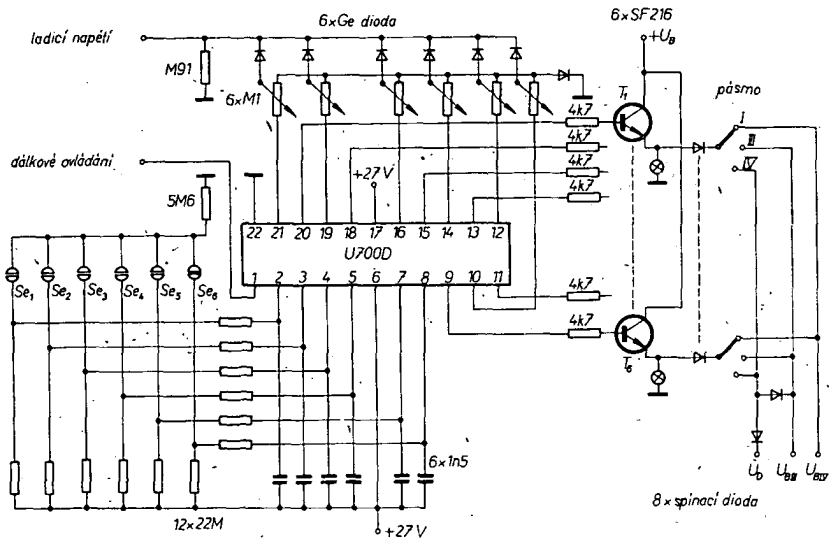 6×Ge dioda
6×SF216
+U_B
ladicí napětí
M91
6×M1
4k7
T_1
pásmo
I
III
IV
4k7
4k7
4k7
dálkové ovládání
+27 V
5M6
22 21 20 19 18 17 16 15 14 13 12
U700D
1 2 3 4 5 6 7 8 9 10 11
Se_1 Se_2 Se_3 Se_4 Se_5 Se_6
4k7
4k7
T_6
6×1n5
12×22M
+27 V
U_D U_BIII U_BIV
8×spínací dioda